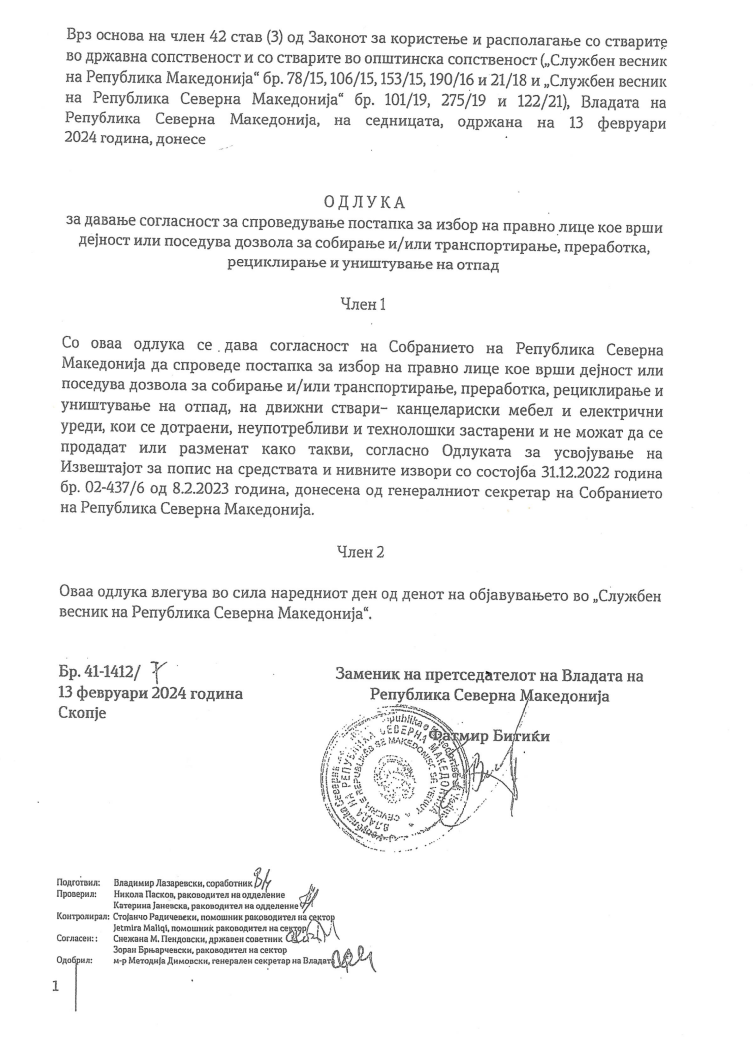 Врз основа на член 42 став (3) од Законот за користење и располагање со стварите
во државна сопственост и со стварите во општинска сопственост („Службен весник
на Република Македонија“ бр. 78/15, 106/15, 153/15, 190/16 и 21/18 и „Службен весник
на Република Северна Македонија“ бр. 101/19, 275/19 и 122/21), Владата на
Република Северна Македонија, на седницата, одржана на 13 февруари
2024 година, донесе
О Д Л У К А
за давање согласност за спроведување постапка за избор на правно лице кое врши
дејност или поседува дозвола за собирање и/или транспортирање, преработка,
рециклирање и уништување на отпад
Член 1
Со оваа одлука се дава согласност на Собранието на Република Северна
Македонија да спроведе постапка за избор на правно лице кое врши дејност или
поседува дозвола за собирање и/или транспортирање, преработка, рециклирање и
уништување на отпад, на движни ствари– канцелариски мебел и електрични
уреди, кои се дотраени, неупотребливи и технолошки застарени и не можат да се
продадат или разменат како такви, согласно Одлуката за усвојување на
Извештајот за попис на средствата и нивните извори со состојба 31.12.2022 година
бр. 02-437/6 од 8.2.2023 година, донесена од генералниот секретар на Собранието
на Република Северна Македонија.
Член 2
Оваа одлука влегува во сила наредниот ден од денот на објавувањето во „Службен
весник на Република Северна Македонија“.
Бр. 41-1412/
13 февруари 2024 година
Скопје
Заменик на претседателот на Владата на
Република Северна Македонија
Фатмир Битиќи
ВЛАДА НА РЕПУБЛИКА СЕВЕРНА МАКЕДОНИЈА
Подготвил: Владимир Лазаревски, соработник
Проверил: Никола Пасков, раководител на одделение
Катерина Јаневска, раководител на одделение
Контролирал: Стојанчо Радичевски, помошник раководител на сектор
Jetmira Maliqi, помошник раководител на сектор
Согласен: : Снежана М. Пендовски, државен советник
Зоран Брњарчевски, раководител на сектор
Одобрил: м-р Методија Димовски, генерален секретар на Владата
1